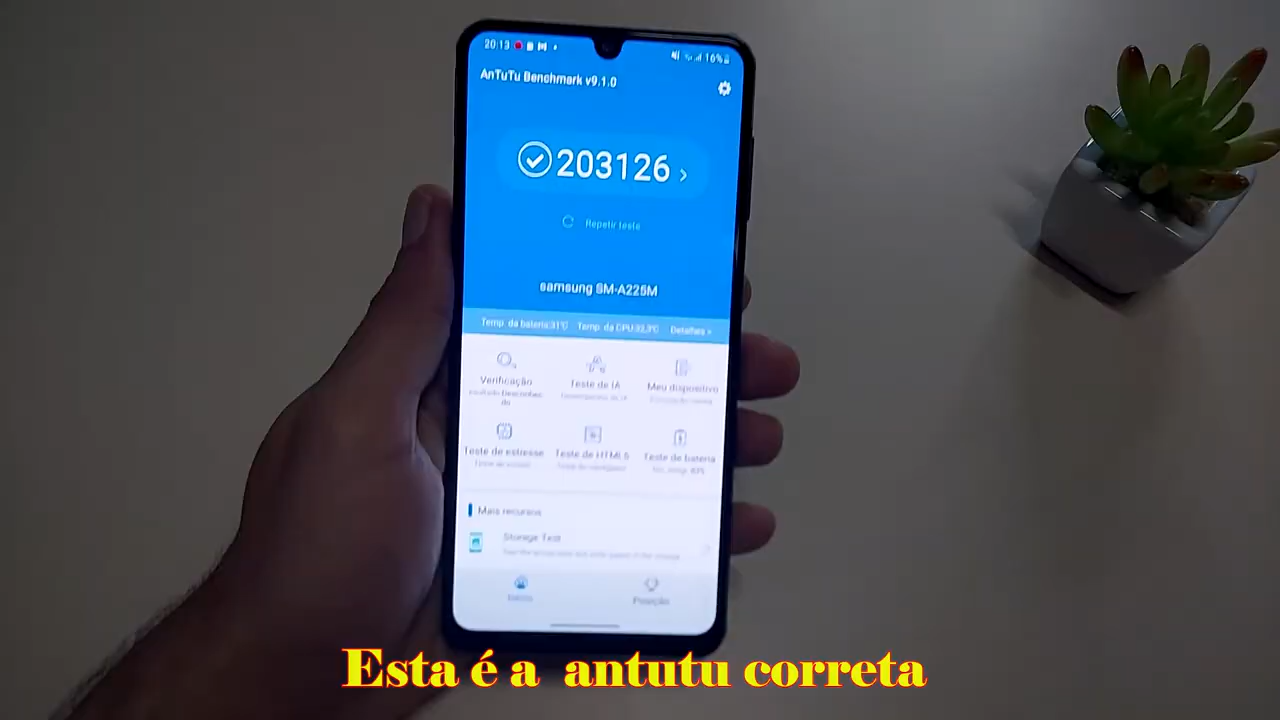 20:13
16%
AnTuTu Benchmark v9.1.0
203126
Repetir teste
samsung SM-A225M
Temp. da bateria:31°C Temp. da CPU:32,3°C Detalhes >
Verificação Teste de IA Meu dispositivo
Teste de estresse Teste de HTML5 Teste de bateria
Mais recursos
Storage Test
Posição
Esta é a antutu correta